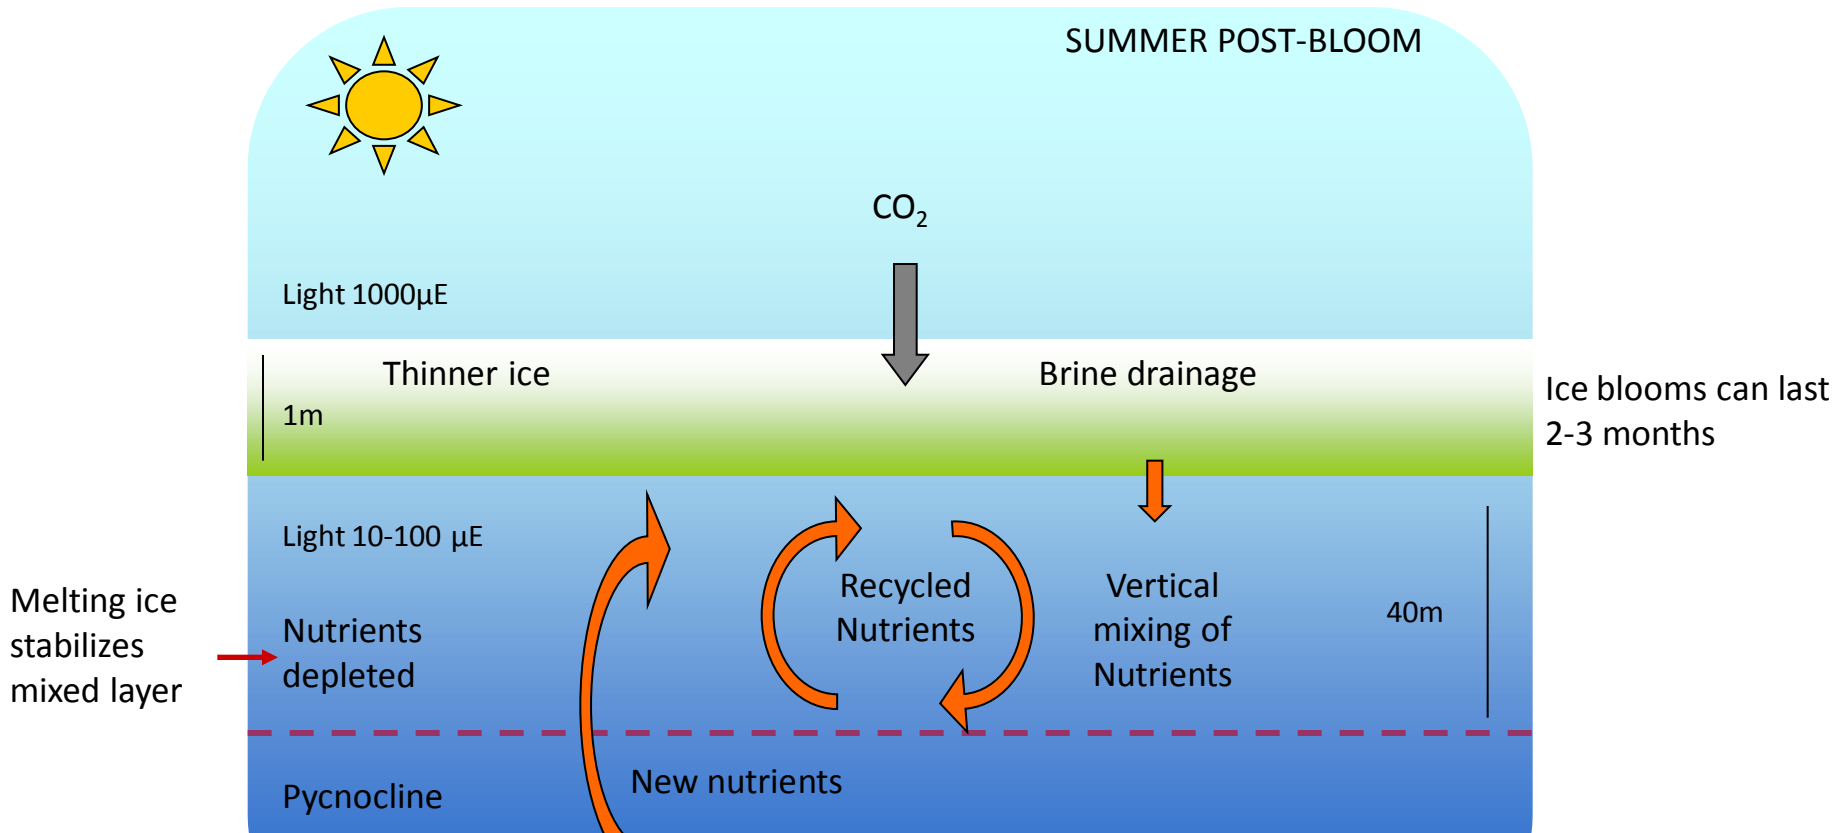 SUMMER POST-BLOOM
CO₂
Light 1000µE
Thinner ice
Brine drainage
1m
Ice blooms can last
2-3 months
Light 10-100 µE
Melting ice
stabilizes
mixed layer
Nutrients
depleted
Recycled
Nutrients
Vertical
mixing of
Nutrients
40m
New nutrients
Pycnocline